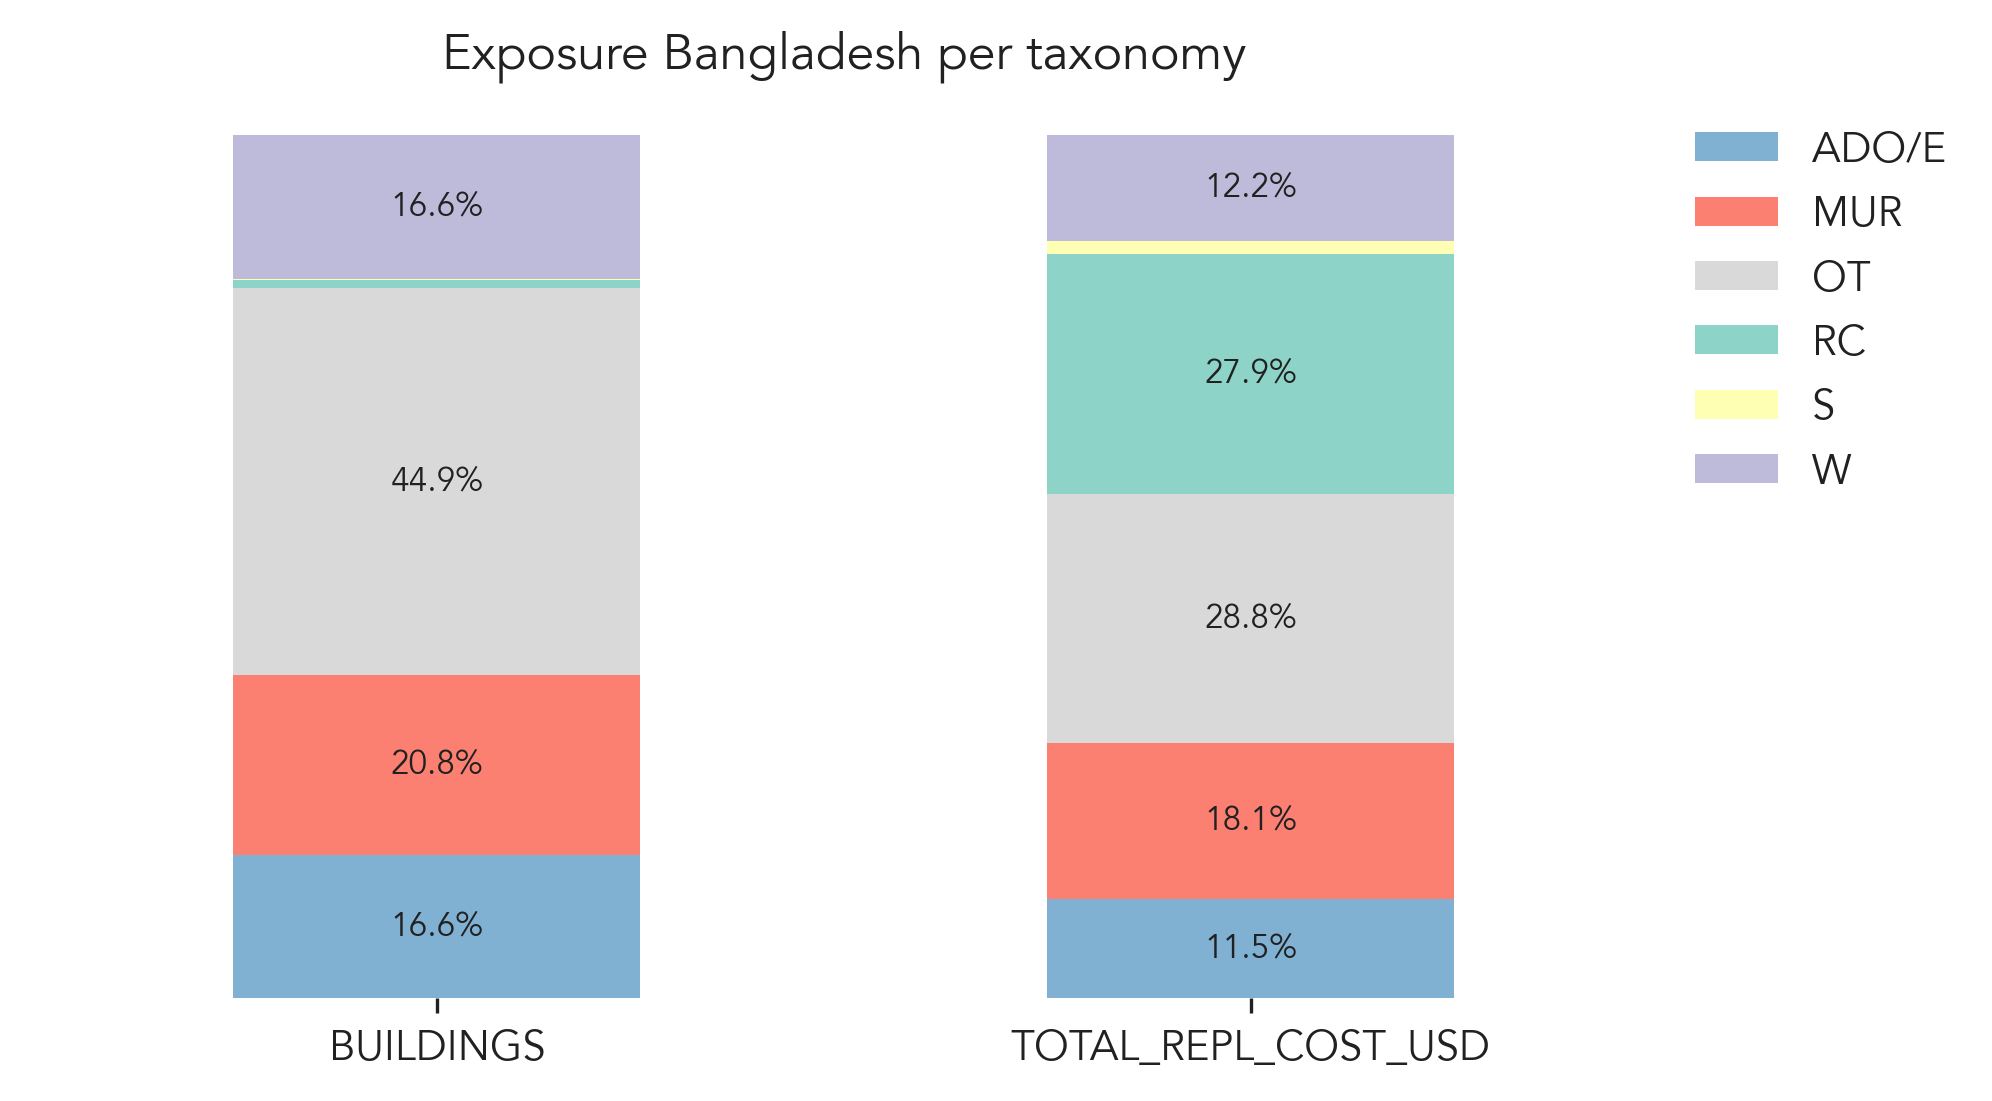 Exposure Bangladesh per taxonomy
16.6%
44.9%
20.8%
16.6%
BUILDINGS
12.2%
27.9%
28.8%
18.1%
11.5%
TOTAL_REPL_COST_USD
ADO/E
MUR
OT
RC
S
W